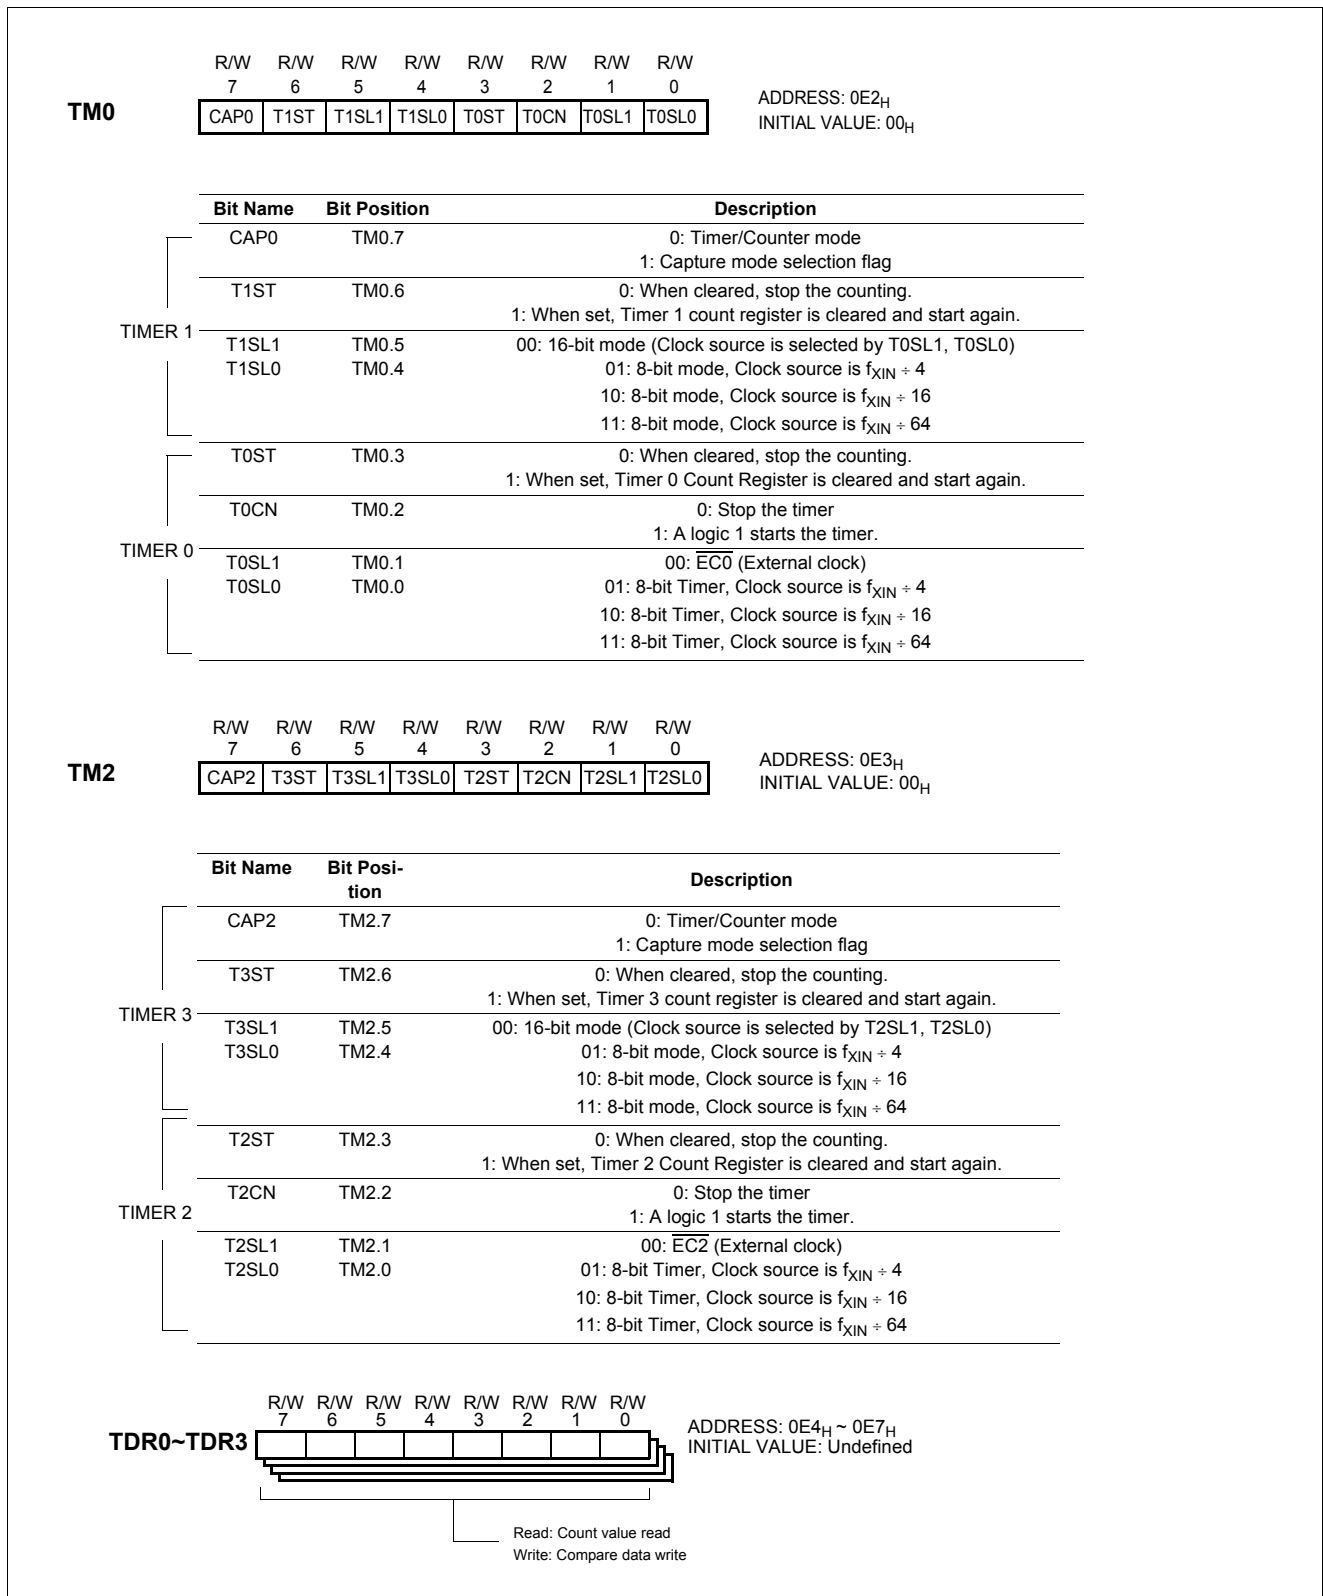 R/W R/W R/W R/W R/W R/W R/W R/W
7 6 5 4 3 2 1 0
TM0 CAP0 T1ST T1SL1 T1SL0 T0ST T0CN T0SL1 T0SL0
ADDRESS: 0E2H
INITIAL VALUE: 00H
Bit Name Bit Position Description
CAP0 TM0.7 0: Timer/Counter mode
1: Capture mode selection flag
T1ST TM0.6 0: When cleared, stop the counting.
1: When set, Timer 1 count register is cleared and start again.
TIMER 1
T1SL1 TM0.5 00: 16-bit mode (Clock source is selected by T0SL1, T0SL0)
T1SL0 TM0.4 01: 8-bit mode, Clock source is fXIN ÷ 4
10: 8-bit mode, Clock source is fXIN ÷ 16
11: 8-bit mode, Clock source is fXIN ÷ 64
T0ST TM0.3 0: When cleared, stop the counting.
1: When set, Timer 0 Count Register is cleared and start again.
T0CN TM0.2 0: Stop the timer
1: A logic 1 starts the timer.
TIMER 0
T0SL1 TM0.1 00: EC0 (External clock)
T0SL0 TM0.0 01: 8-bit Timer, Clock source is fXIN ÷ 4
10: 8-bit Timer, Clock source is fXIN ÷ 16
11: 8-bit Timer, Clock source is fXIN ÷ 64
R/W R/W R/W R/W R/W R/W R/W R/W
7 6 5 4 3 2 1 0
TM2 CAP2 T3ST T3SL1 T3SL0 T2ST T2CN T2SL1 T2SL0
ADDRESS: 0E3H
INITIAL VALUE: 00H
Bit Name Bit Posi-
tion Description
CAP2 TM2.7 0: Timer/Counter mode
1: Capture mode selection flag
T3ST TM2.6 0: When cleared, stop the counting.
1: When set, Timer 3 count register is cleared and start again.
TIMER 3
T3SL1 TM2.5 00: 16-bit mode (Clock source is selected by T2SL1, T2SL0)
T3SL0 TM2.4 01: 8-bit mode, Clock source is fXIN ÷ 4
10: 8-bit mode, Clock source is fXIN ÷ 16
11: 8-bit mode, Clock source is fXIN ÷ 64
T2ST TM2.3 0: When cleared, stop the counting.
1: When set, Timer 2 Count Register is cleared and start again.
T2CN TM2.2 0: Stop the timer
1: A logic 1 starts the timer.
TIMER 2
T2SL1 TM2.1 00: EC2 (External clock)
T2SL0 TM2.0 01: 8-bit Timer, Clock source is fXIN ÷ 4
10: 8-bit Timer, Clock source is fXIN ÷ 16
11: 8-bit Timer, Clock source is fXIN ÷ 64
R/W R/W R/W R/W R/W R/W R/W R/W
7 6 5 4 3 2 1 0
TDR0~TDR3
ADDRESS: 0E4H ~ 0E7H
INITIAL VALUE: Undefined
Read: Count value read
Write: Compare data write